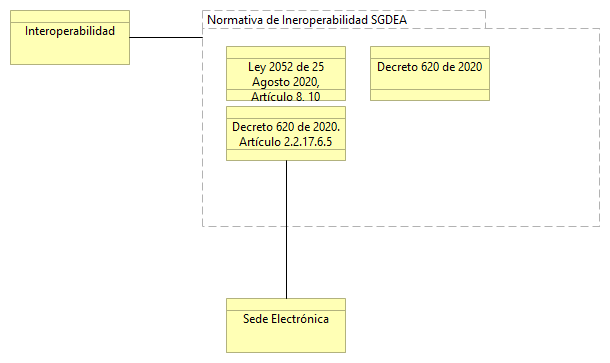 Interoperabilidad
Normativa de Ineroperabilidad SGDEA
Ley 2052 de 25
Agosto 2020,
Artículo 8, 10
Decreto 620 de 2020
Decreto 620 de 2020.
Artículo 2.2.17.6.5
Sede Electrónica